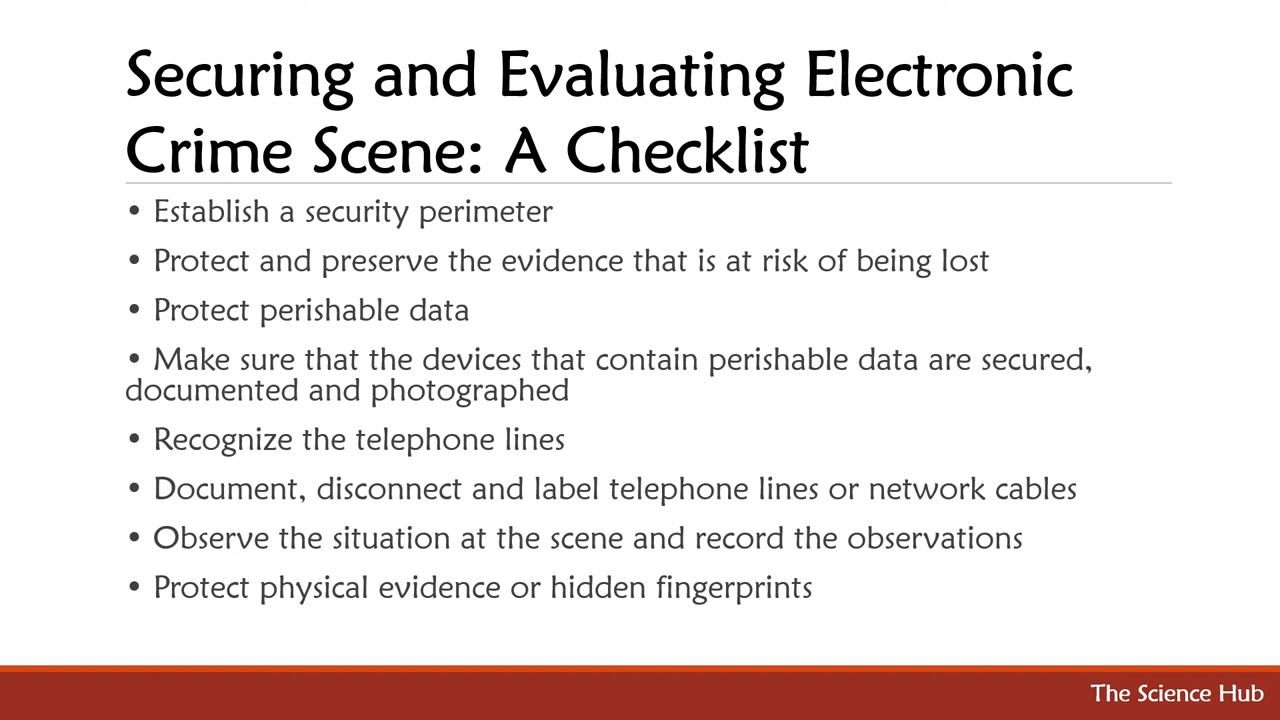 Securing and Evaluating Electronic
Crime Scene: A Checklist
• Establish a security perimeter
• Protect and preserve the evidence that is at risk of being lost
• Protect perishable data
• Make sure that the devices that contain perishable data are secured,
documented and photographed
• Recognize the telephone lines
• Document, disconnect and label telephone lines or network cables
• Observe the situation at the scene and record the observations
• Protect physical evidence or hidden fingerprints
The Science Hub